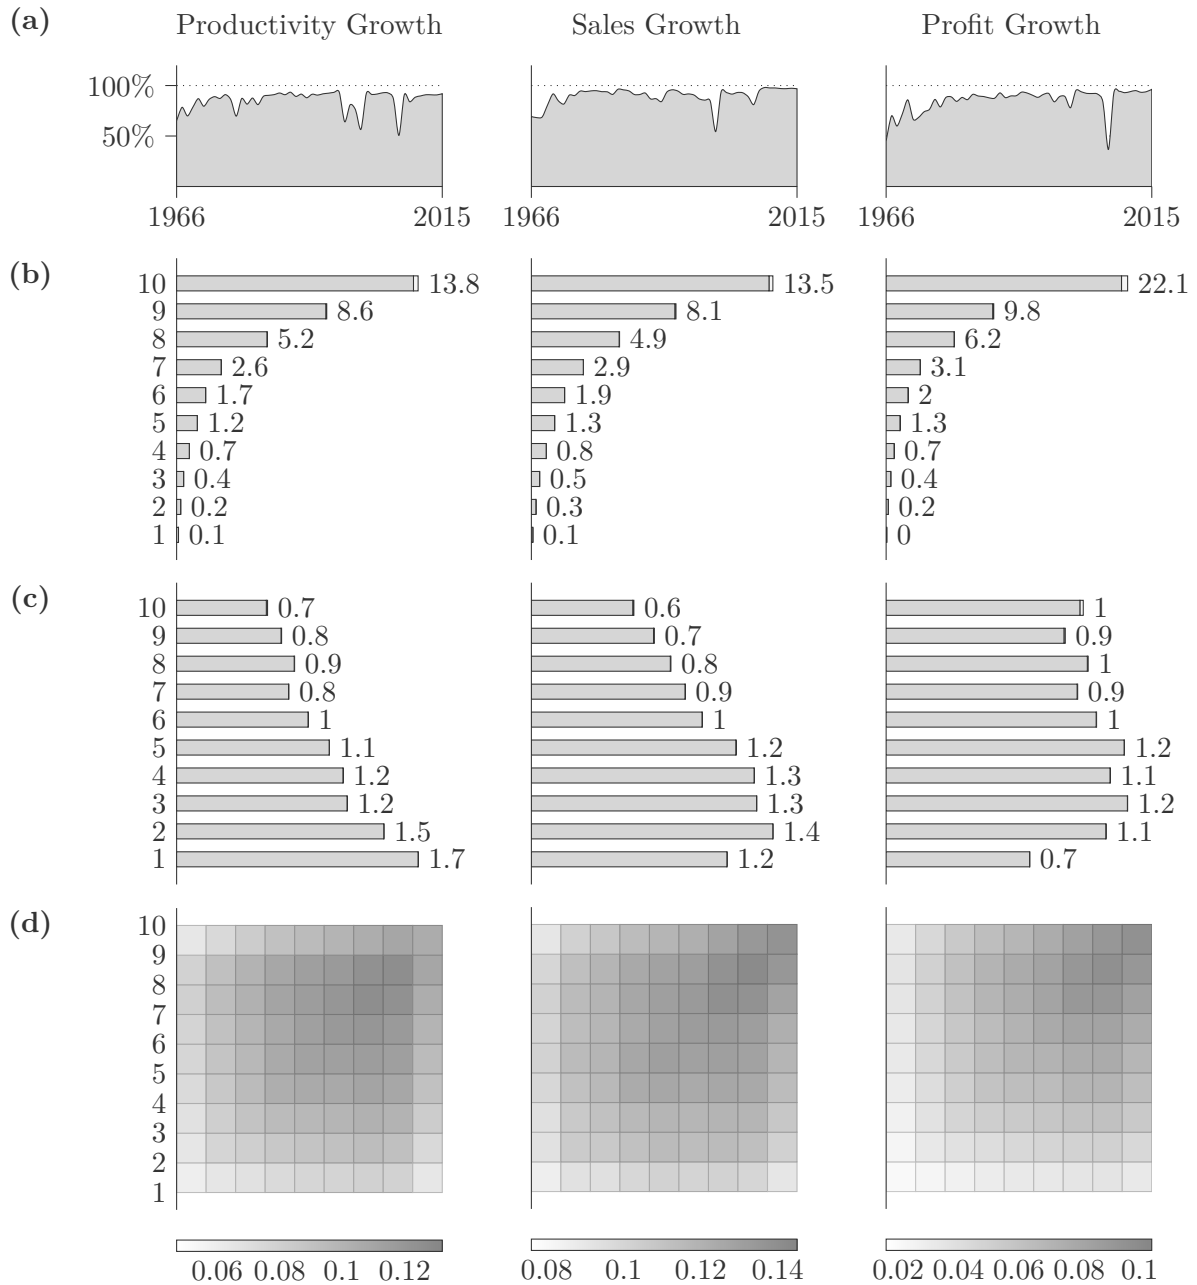 (a) Productivity Growth Sales Growth Profit Growth
100%
50%
1966 2015 1966 2015 1966 2015
(b)
10 13.8 13.5 22.1
9 8.6 8.1 9.8
8 5.2 4.9 6.2
7 2.6 2.9 3.1
6 1.7 1.9 2
5 1.2 1.3 1.3
4 0.7 0.8 0.7
3 0.4 0.5 0.4
2 0.2 0.3 0.2
1 0.1 0.1 0
(c)
10 0.7 0.6 1
9 0.8 0.7 0.9
8 0.9 0.8 1
7 0.8 0.9 0.9
6 1 1 1
5 1.1 1.2 1.2
4 1.2 1.3 1.1
3 1.2 1.3 1.2
2 1.5 1.4 1.1
1 1.7 1.2 0.7
(d)
10
9
8
7
6
5
4
3
2
1
0.06 0.08 0.1 0.12 0.08 0.1 0.12 0.14 0.02 0.04 0.06 0.08 0.1